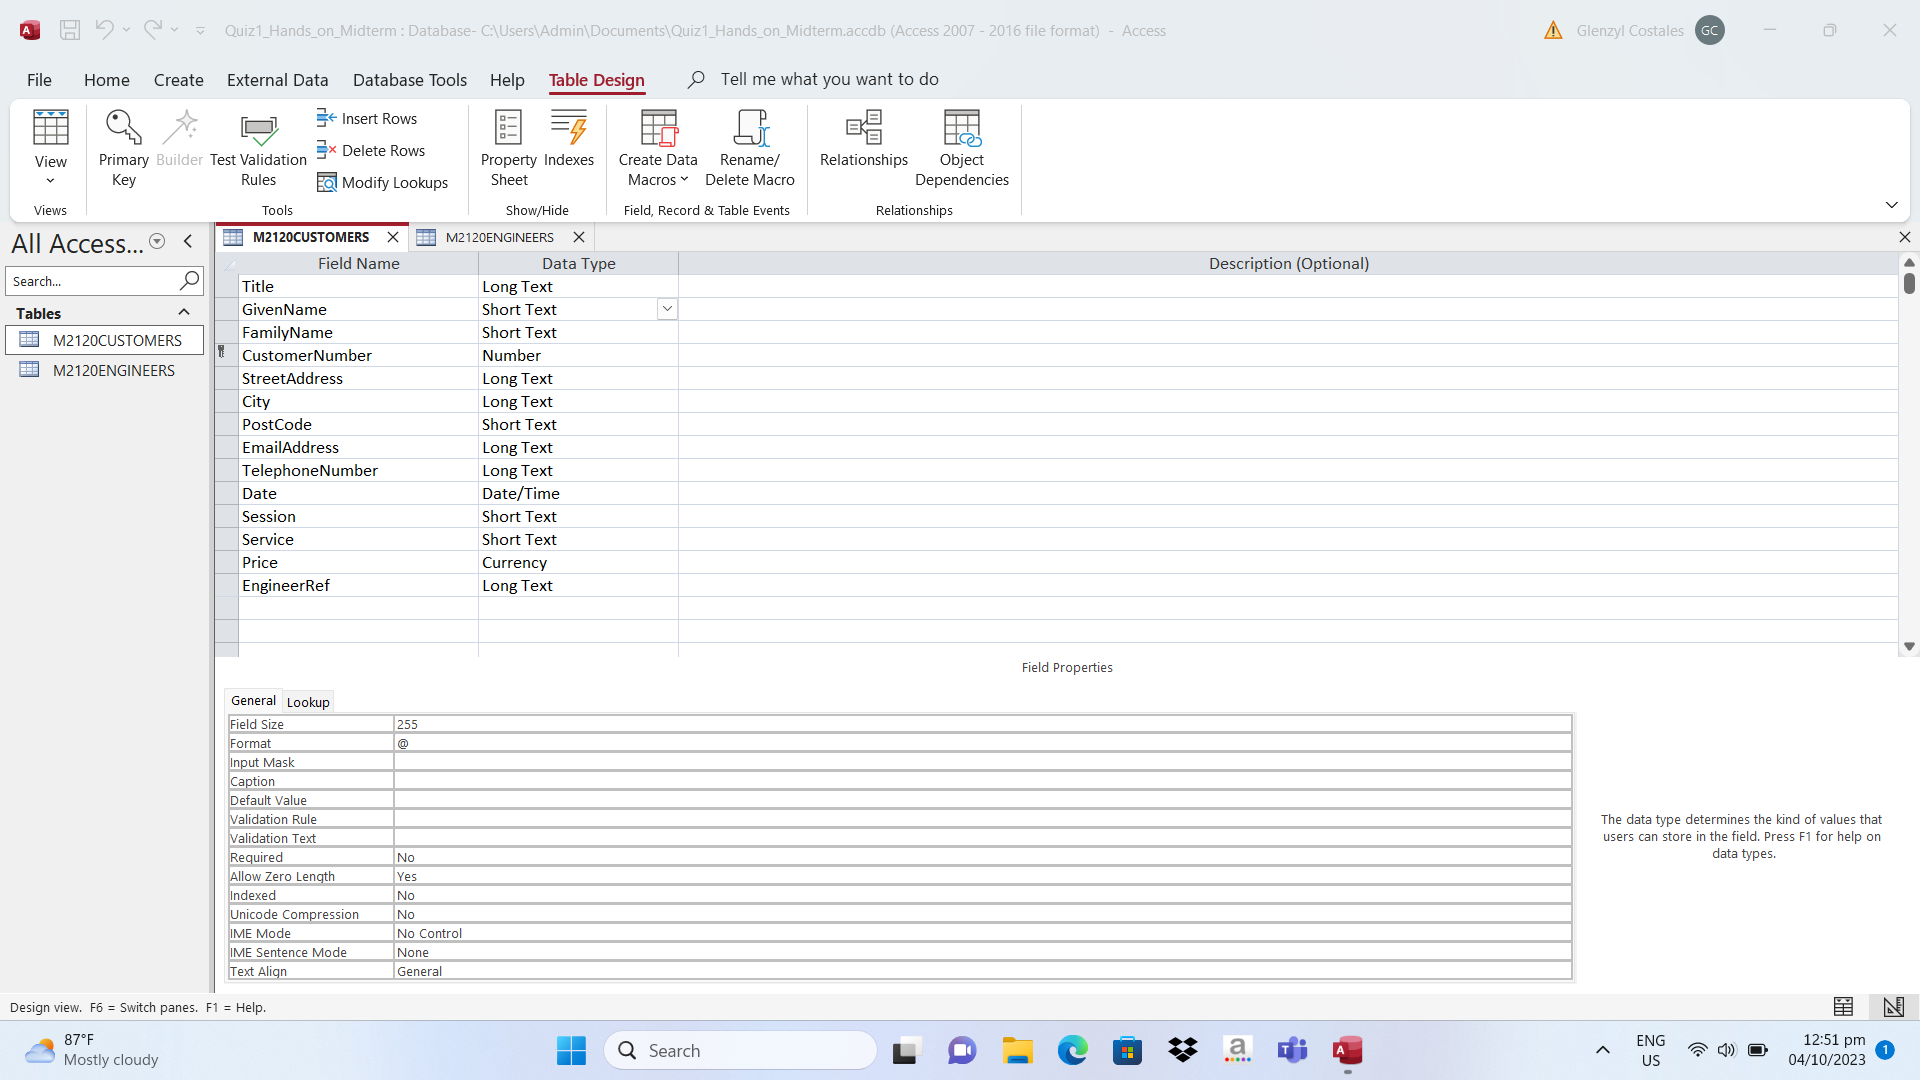 Quiz1_Hands_on_Midterm : Database- C:\Users\Admin\Documents\Quiz1_Hands_on_Midterm.accdb (Access 2007 - 2016 file format) - Access
Glenzyl Costales GC
File Home Create External Data Database Tools Help Table Design Tell me what you want to do
View
Primary Key
Builder
Test Validation Rules
Insert Rows
Delete Rows
Modify Lookups
Property Sheet
Indexes
Create Data Macros
Rename/ Delete Macro
Relationships
Object Dependencies
Views Tools Show/Hide Field, Record & Table Events Relationships
All Access...
Search...
Tables
M2120CUSTOMERS
M2120ENGINEERS
M2120CUSTOMERS M2120ENGINEERS
Field Name Data Type Description (Optional)
Title Long Text
GivenName Short Text
FamilyName Short Text
CustomerNumber Number
StreetAddress Long Text
City Long Text
PostCode Short Text
EmailAddress Long Text
TelephoneNumber Long Text
Date Date/Time
Session Short Text
Service Short Text
Price Currency
EngineerRef Long Text
Field Properties
General Lookup
Field Size 255
Format @
Input Mask
Caption
Default Value
Validation Rule
Validation Text
Required No
Allow Zero Length Yes
Indexed No
Unicode Compression No
IME Mode No Control
IME Sentence Mode None
Text Align General
The data type determines the kind of values that
users can store in the field. Press F1 for help on
data types.
Design view. F6 = Switch panes. F1 = Help.
87°F
Mostly cloudy
Search
ENG
US
12:51 pm
04/10/2023
1